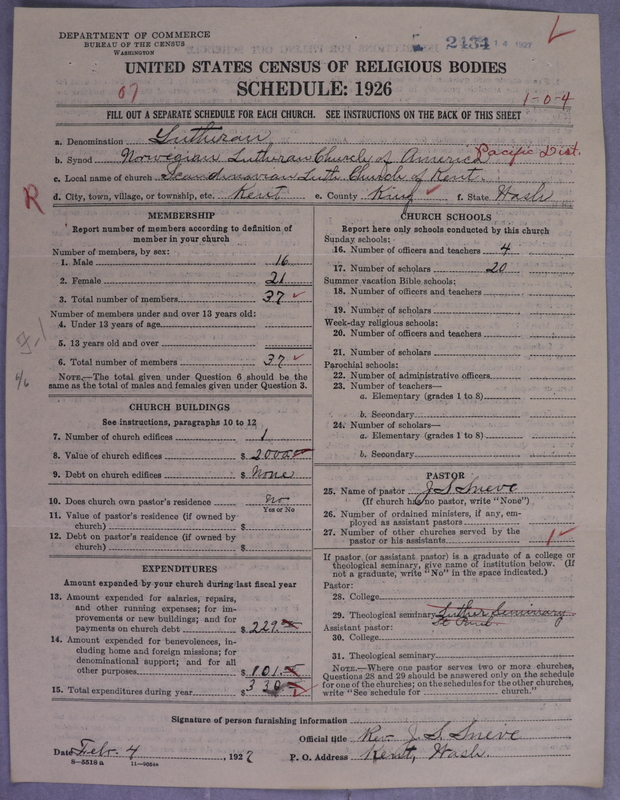 DEPARTMENT OF COMMERCE
BUREAU OF THE CENSUS
WASHINGTON
2434
1927
UNITED STATES CENSUS OF RELIGIOUS BODIES
SCHEDULE: 1926
07
1-0-4
FILL OUT A SEPARATE SCHEDULE FOR EACH CHURCH. SEE INSTRUCTIONS ON THE BACK OF THIS SHEET
a. Denomination Lutheran
b. Synod Norwegian Lutheran Church of America Pacific Dist.
c. Local name of church Scandinavian Luth. Church of Kent.
R
d. City, town, village, or township, etc. Kent e. County King f. State Wash
MEMBERSHIP
Report number of members according to definition of
member in your church
Number of members, by sex:
1. Male 16
2. Female 21
3. Total number of members 37
Number of members under and over 13 years old:
4. Under 13 years of age
5. 13 years old and over
6. Total number of members 37
NOTE.—The total given under Question 6 should be the
same as the total of males and females given under Question 3.
CHURCH BUILDINGS
See instructions, paragraphs 10 to 12
7. Number of church edifices 1
8. Value of church edifices $ 2000
9. Debt on church edifices $ None
10. Does church own pastor's residence No
Yes or No
11. Value of pastor's residence (if owned by
church) $
12. Debt on pastor's residence (if owned by
church) $
EXPENDITURES
Amount expended by your church during last fiscal year
13. Amount expended for salaries, repairs,
and other running expenses; for im-
provements or new buildings; and for
payments on church debt $ 229.
14. Amount expended for benevolences, in-
cluding home and foreign missions; for
denominational support; and for all
other purposes $ 101.
15. Total expenditures during year $ 330
CHURCH SCHOOLS
Report here only schools conducted by this church
Sunday schools:
16. Number of officers and teachers 4
17. Number of scholars 20
Summer vacation Bible schools:
18. Number of officers and teachers
19. Number of scholars
Week-day religious schools:
20. Number of officers and teachers
21. Number of scholars
Parochial schools:
22. Number of administrative officers
23. Number of teachers—
a. Elementary (grades 1 to 8)
b. Secondary
24. Number of scholars—
a. Elementary (grades 1 to 8)
b. Secondary
PASTOR
25. Name of pastor J. S. Sneve
(If church has no pastor, write "None")
26. Number of ordained ministers, if any, em-
ployed as assistant pastors
27. Number of other churches served by the
pastor or his assistants 1
If pastor (or assistant pastor) is a graduate of a college or
theological seminary, give name of institution below. (If
not a graduate, write "No" in the space indicated.)
Pastor:
28. College
29. Theological seminary Luther Seminary
St Paul
Assistant pastor:
30. College
31. Theological seminary
NOTE.—Where one pastor serves two or more churches,
Questions 28 and 29 should be answered only on the schedule
for one of the churches; on the schedules for the other churches,
write "See schedule for church."
Signature of person furnishing information
Official title Rev. J. S. Sneve
Date Feb. 4, 1927 P. O. Address Kent, Wash.
8-5518 a